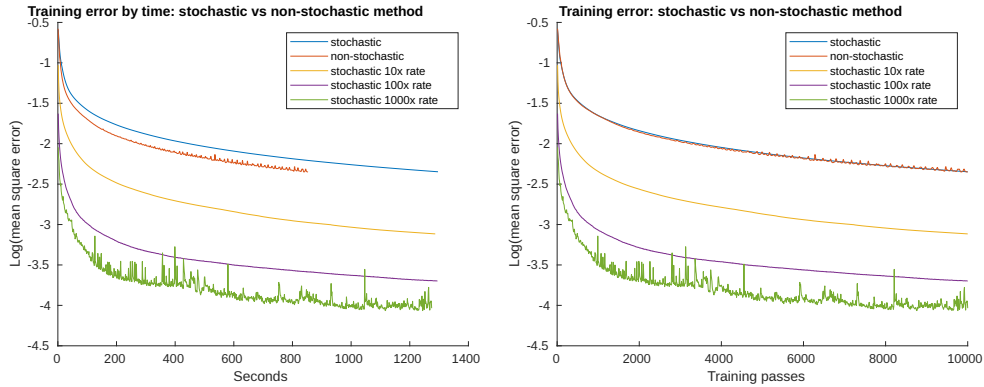 Training error by time: stochastic vs non-stochastic method
-0.5
-1
-1.5
-2
-2.5
-3
-3.5
-4
-4.5
Log(mean square error)
stochastic
non-stochastic
stochastic 10x rate
stochastic 100x rate
stochastic 1000x rate
0 200 400 600 800 1000 1200 1400
Seconds
Training error: stochastic vs non-stochastic method
-0.5
-1
-1.5
-2
-2.5
-3
-3.5
-4
-4.5
Log(mean square error)
stochastic
non-stochastic
stochastic 10x rate
stochastic 100x rate
stochastic 1000x rate
0 2000 4000 6000 8000 10000
Training passes